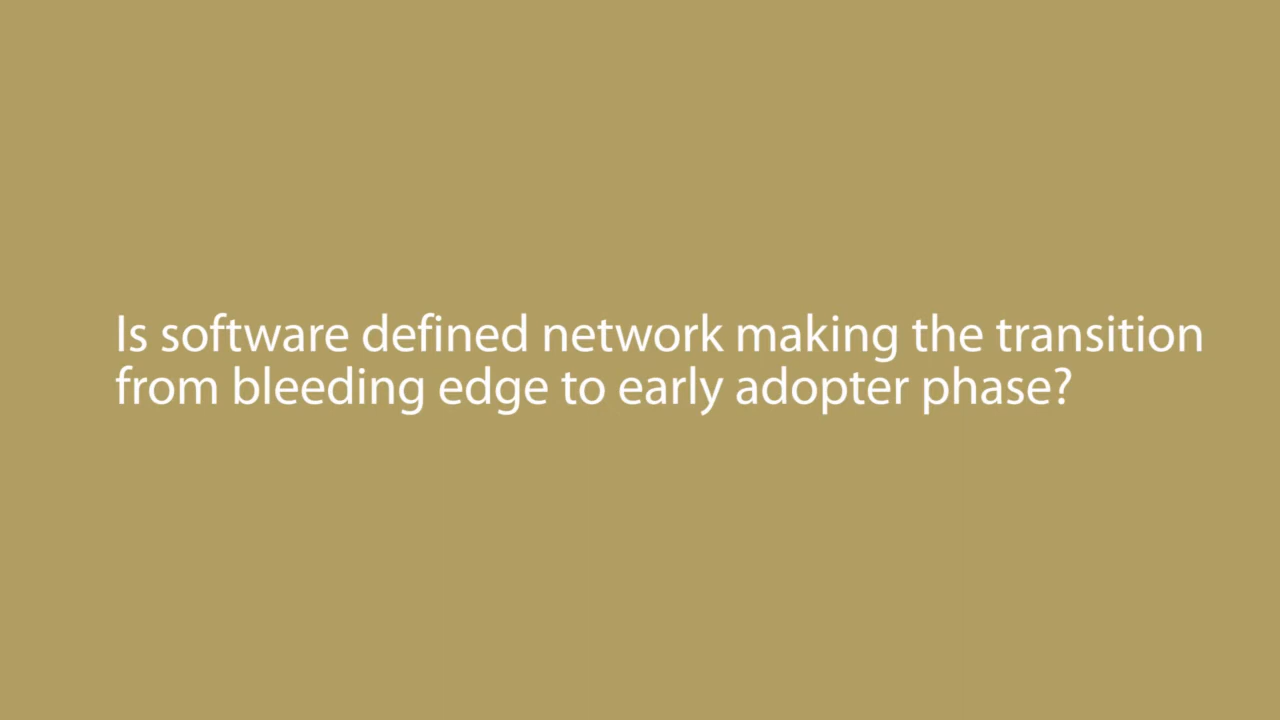 Is software defined network making the transition
from bleeding edge to early adopter phase?